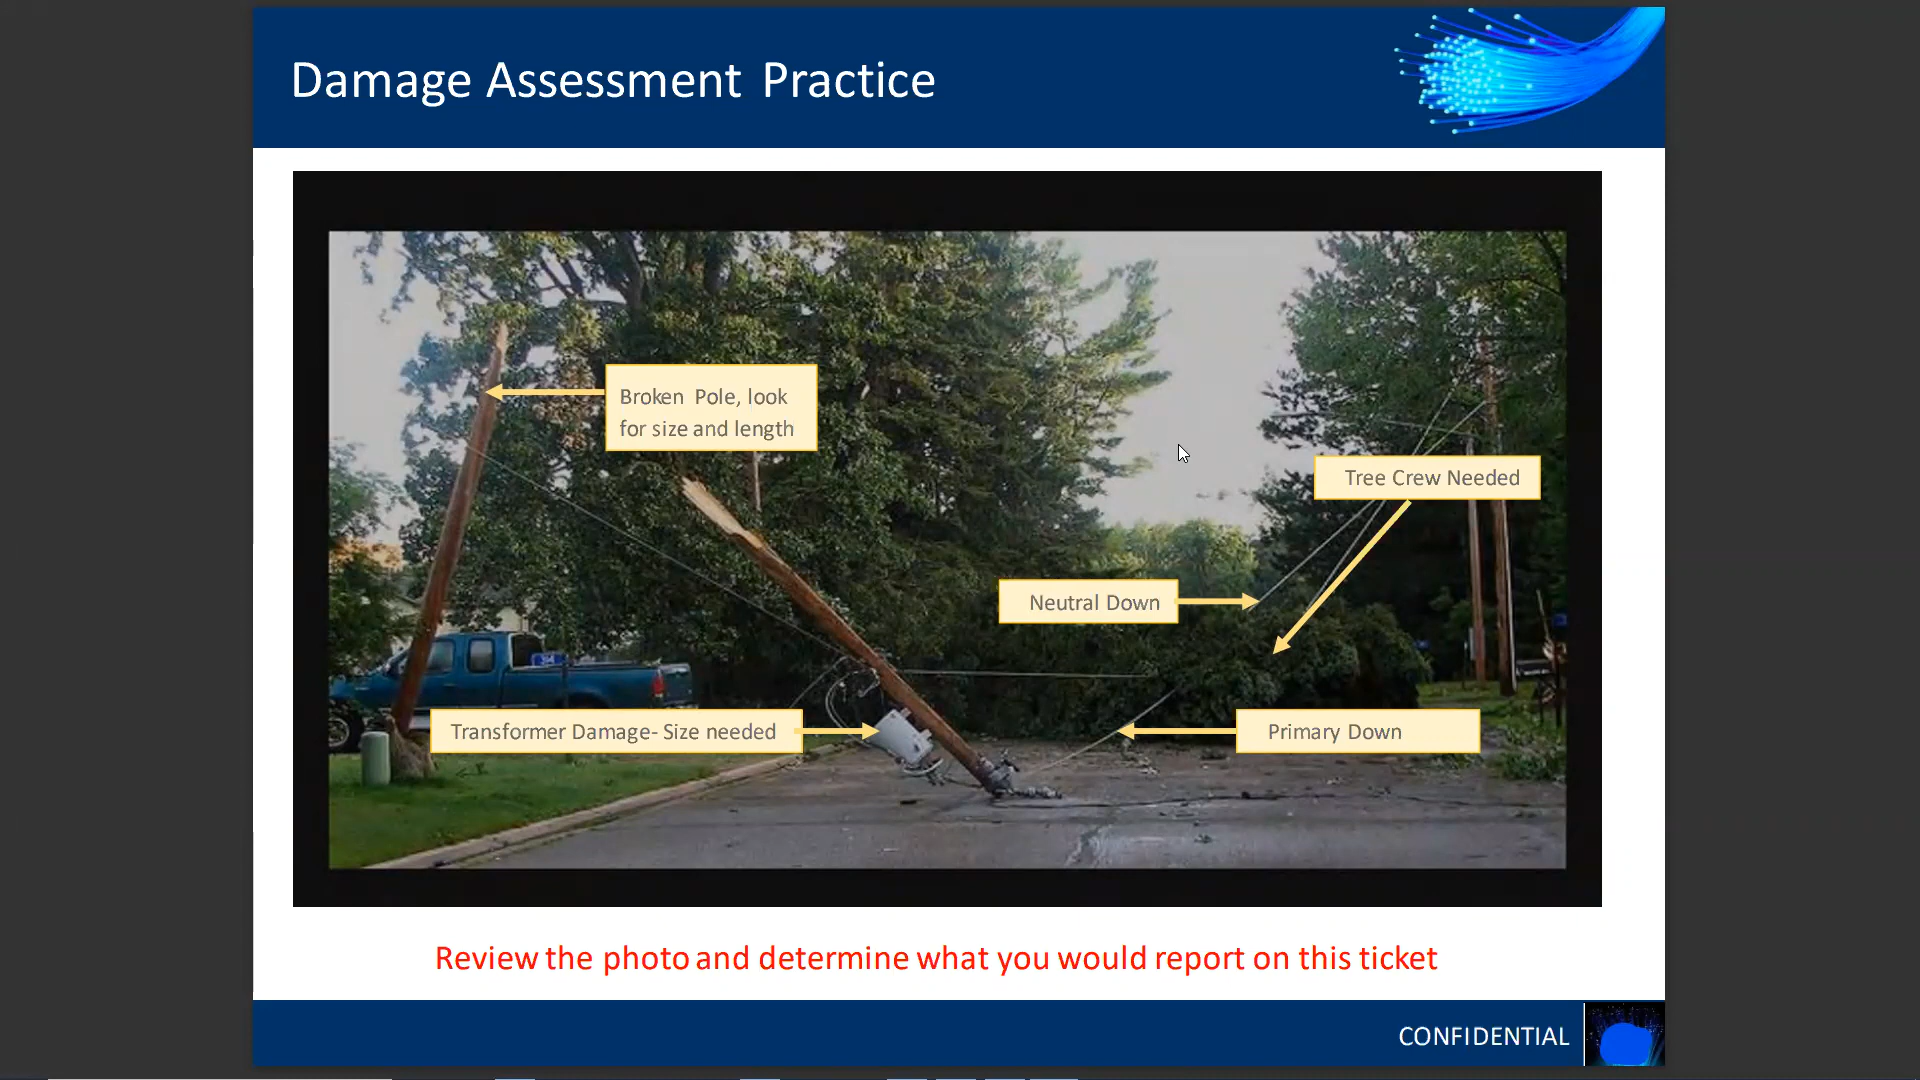 Damage Assessment Practice
Broken Pole, look
for size and length
Tree Crew Needed
Neutral Down
Transformer Damage- Size needed
Primary Down
Review the photo and determine what you would report on this ticket
CONFIDENTIAL